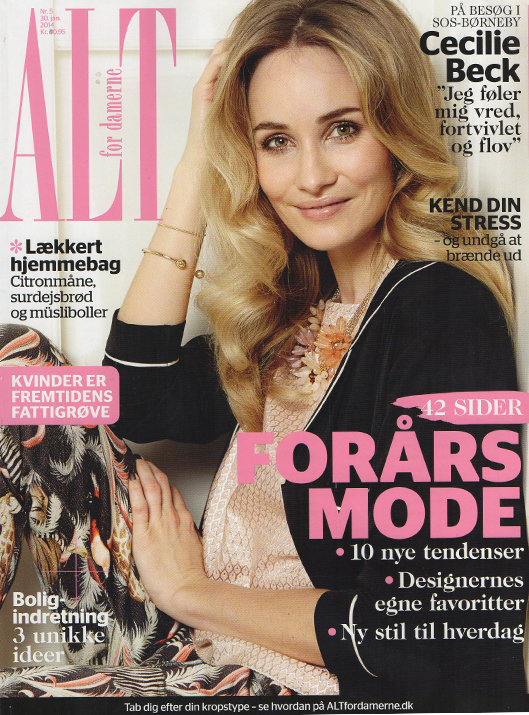 Nr. 5
30. jan.
2014
Kr. 40,95
ALT
for damerne
PÅ BESØG I
SOS-BØRNEBY
Cecilie
Beck
”Jeg føler
mig vred,
fortvivlet
og flov”
KEND DIN
STRESS
– og undgå at
brænde ud
*Lækkert
hjemmebag
Citronmåne,
surdejsbrød
og müsliboller
KVINDER ER
FREMTIDENS
FATTIGRØVE
42 SIDER
FORÅRS
MODE
• 10 nye tendenser
• Designernes
egne favoritter
• Ny stil til hverdag
Bolig-
indretning
3 unikke
ideer
Tab dig efter din kropstype – se hvordan på ALTfordamerne.dk